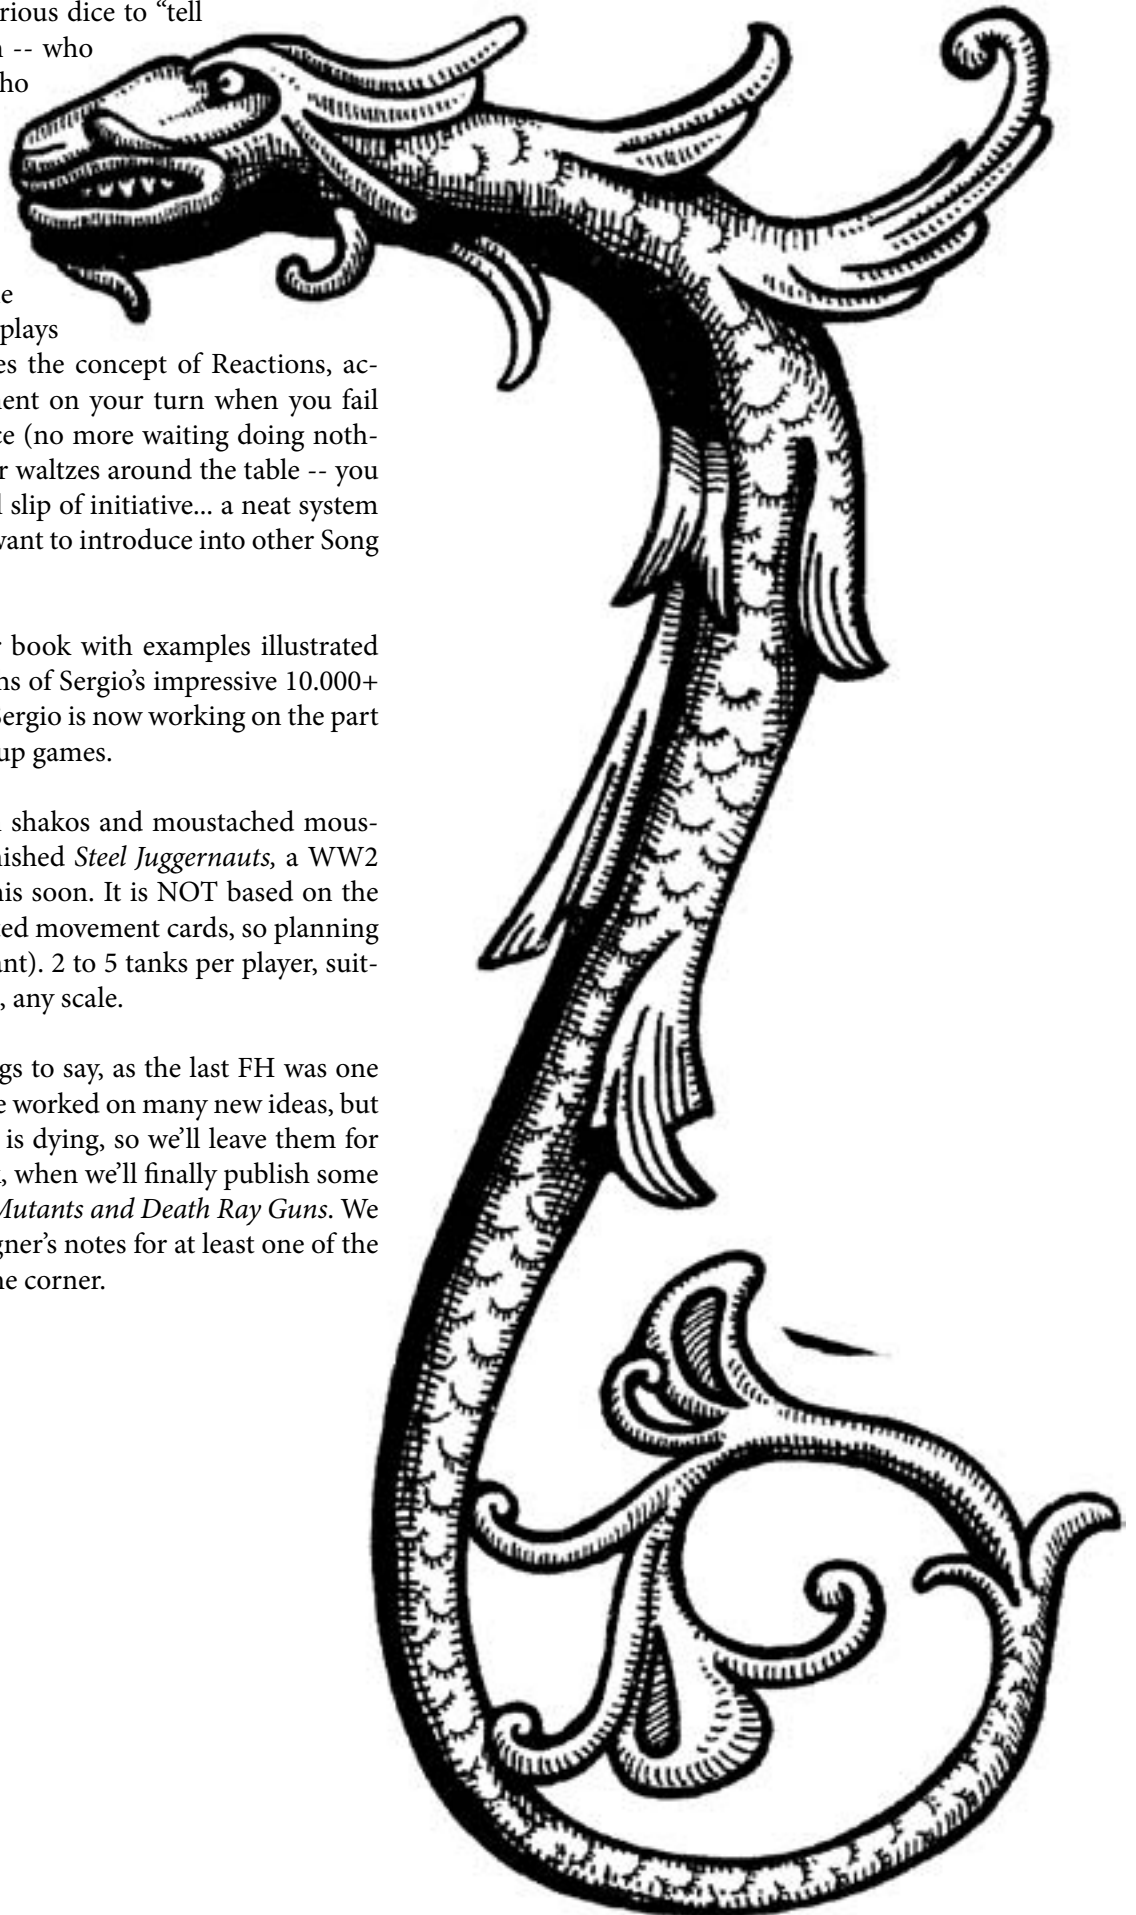 rious dice to “tell
-- who
ho
e
plays
es the concept of Reactions, ac-
ent on your turn when you fail
ce (no more waiting doing noth-
r waltzes around the table -- you
l slip of initiative... a neat system
want to introduce into other Song
r book with examples illustrated
ns of Sergio’s impressive 10.000+
Sergio is now working on the part
up games.
shakos and moustached mous-
nished Steel Juggernauts, a WW2
his soon. It is NOT based on the
ed movement cards, so planning
ant). 2 to 5 tanks per player, suit-
, any scale.
gs to say, as the last FH was one
e worked on many new ideas, but
is dying, so we’ll leave them for
, when we’ll finally publish some
Mutants and Death Ray Guns. We
gner’s notes for at least one of the
ne corner.